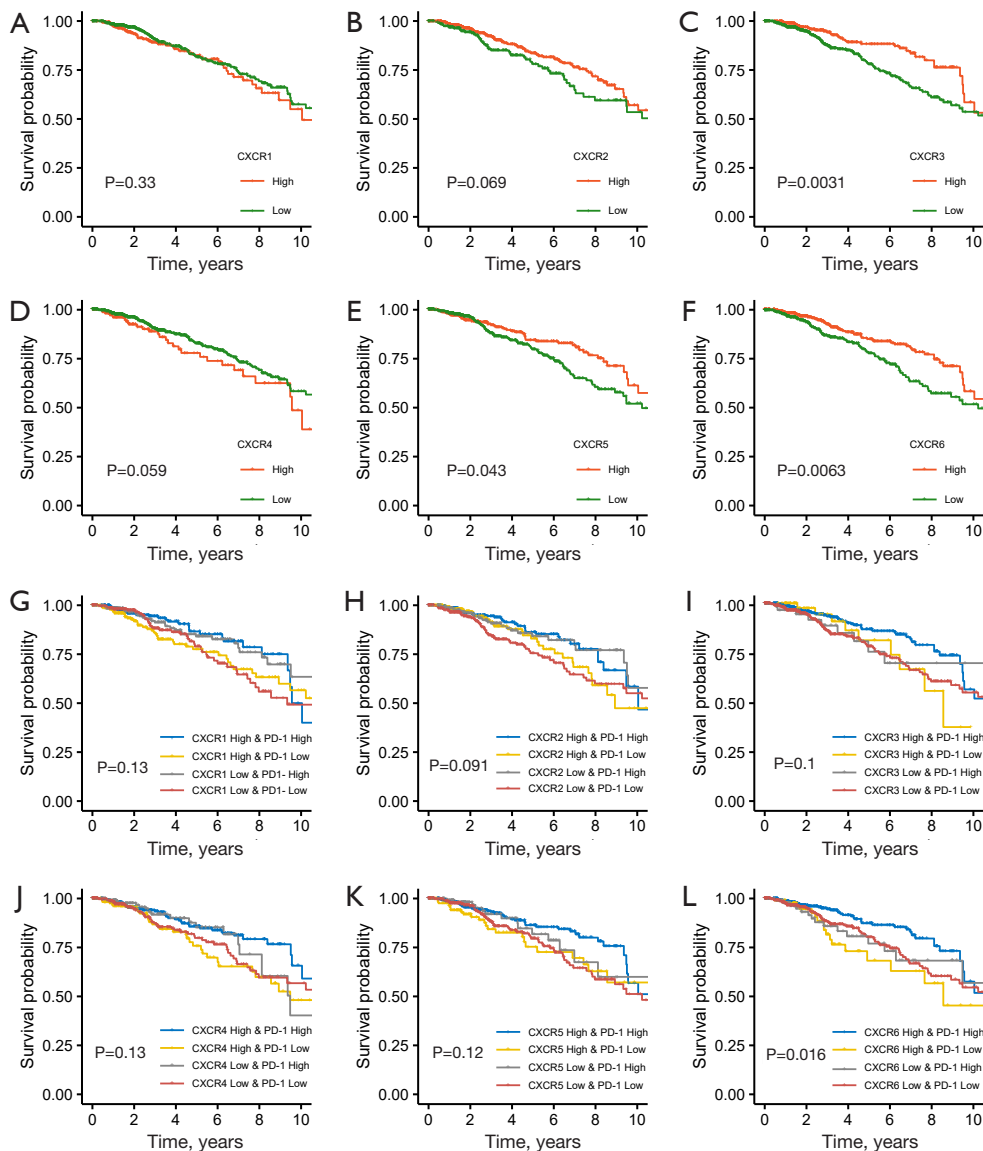 A
Survival probability
1.00
0.75
0.50
0.25
0.00
P=0.33
CXCR1
High
Low
0 2 4 6 8 10
Time, years
B
Survival probability
1.00
0.75
0.50
0.25
0.00
P=0.069
CXCR2
High
Low
0 2 4 6 8 10
Time, years
C
Survival probability
1.00
0.75
0.50
0.25
0.00
P=0.0031
CXCR3
High
Low
0 2 4 6 8 10
Time, years
D
Survival probability
1.00
0.75
0.50
0.25
0.00
P=0.059
CXCR4
High
Low
0 2 4 6 8 10
Time, years
E
Survival probability
1.00
0.75
0.50
0.25
0.00
P=0.043
CXCR5
High
Low
0 2 4 6 8 10
Time, years
F
Survival probability
1.00
0.75
0.50
0.25
0.00
P=0.0063
CXCR6
High
Low
0 2 4 6 8 10
Time, years
G
Survival probability
1.00
0.75
0.50
0.25
0.00
P=0.13
CXCR1 High & PD-1 High
CXCR1 High & PD-1 Low
CXCR1 Low & PD1- High
CXCR1 Low & PD1- Low
0 2 4 6 8 10
Time, years
H
Survival probability
1.00
0.75
0.50
0.25
0.00
P=0.091
CXCR2 High & PD-1 High
CXCR2 High & PD-1 Low
CXCR2 Low & PD-1 High
CXCR2 Low & PD-1 Low
0 2 4 6 8 10
Time, years
I
Survival probability
1.00
0.75
0.50
0.25
0.00
P=0.1
CXCR3 High & PD-1 High
CXCR3 High & PD-1 Low
CXCR3 Low & PD-1 High
CXCR3 Low & PD-1 Low
0 2 4 6 8 10
Time, years
J
Survival probability
1.00
0.75
0.50
0.25
0.00
P=0.13
CXCR4 High & PD-1 High
CXCR4 High & PD-1 Low
CXCR4 Low & PD-1 High
CXCR4 Low & PD-1 Low
0 2 4 6 8 10
Time, years
K
Survival probability
1.00
0.75
0.50
0.25
0.00
P=0.12
CXCR5 High & PD-1 High
CXCR5 High & PD-1 Low
CXCR5 Low & PD-1 High
CXCR5 Low & PD-1 Low
0 2 4 6 8 10
Time, years
L
Survival probability
1.00
0.75
0.50
0.25
0.00
P=0.016
CXCR6 High & PD-1 High
CXCR6 High & PD-1 Low
CXCR6 Low & PD-1 High
CXCR6 Low & PD-1 Low
0 2 4 6 8 10
Time, years